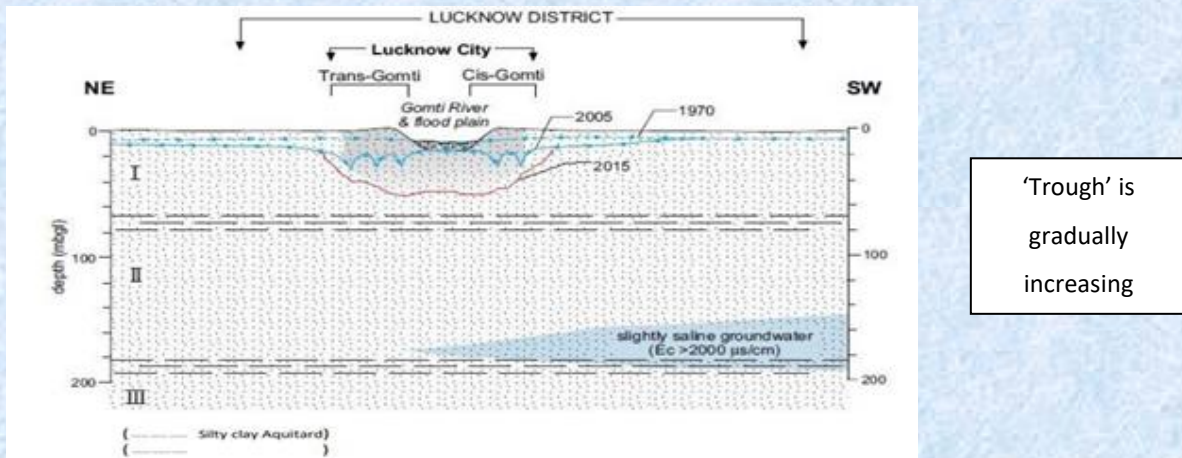 LUCKNOW DISTRICT
Lucknow City
Trans-Gomti
Cis-Gomti
NE
SW
Gomti River
& flood plain
2005
1970
2015
0
100
200
depth (mbgl)
0
100
200
I
II
III
slightly saline groundwater
(Ec >2000 µs/cm)
( Silty clay Aquitard)
( )
‘Trough’ is
gradually
increasing